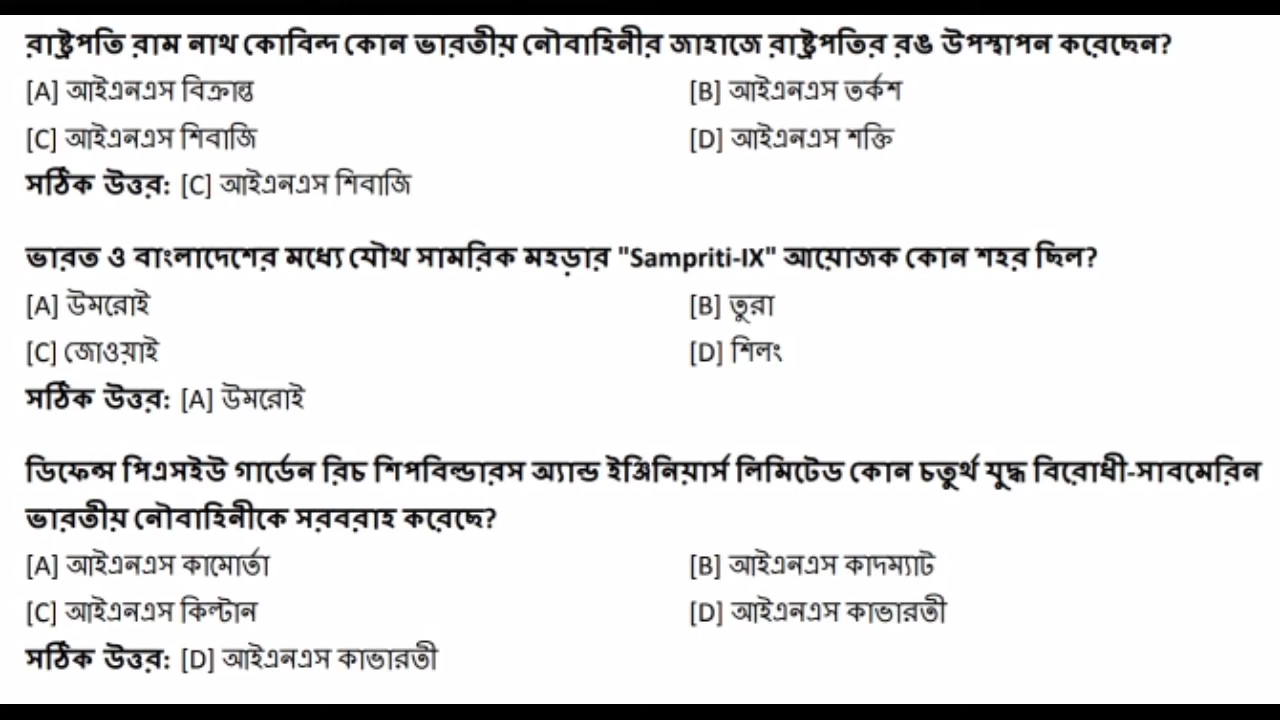 রাষ্ট্রপতি রাম নাথ কোবিন্দ কোন ভারতীয় নৌবাহিনীর জাহাজে রাষ্ট্রপতির রঙ উপস্থাপন করেছেন?
[A] আইএনএস বিক্রান্ত [B] আইএনএস তর্কশ
[C] আইএনএস শিবাজি [D] আইএনএস শক্তি
সঠিক উত্তর: [C] আইএনএস শিবাজি
ভারত ও বাংলাদেশের মধ্যে যৌথ সামরিক মহড়ার "Sampriti-IX" আয়োজক কোন শহর ছিল?
[A] উমরোই [B] তুরা
[C] জোওয়াই [D] শিলং
সঠিক উত্তর: [A] উমরোই
ডিফেন্স পিএসইউ গার্ডেন রিচ শিপবিল্ডারস অ্যান্ড ইঞ্জিনিয়ার্স লিমিটেড কোন চতুর্থ যুদ্ধ বিরোধী-সাবমেরিন
ভারতীয় নৌবাহিনীকে সরবরাহ করেছে?
[A] আইএনএস কামোর্তা [B] আইএনএস কাদম্যাট
[C] আইএনএস কিল্টান [D] আইএনএস কাভারতী
সঠিক উত্তর: [D] আইএনএস কাভারতী